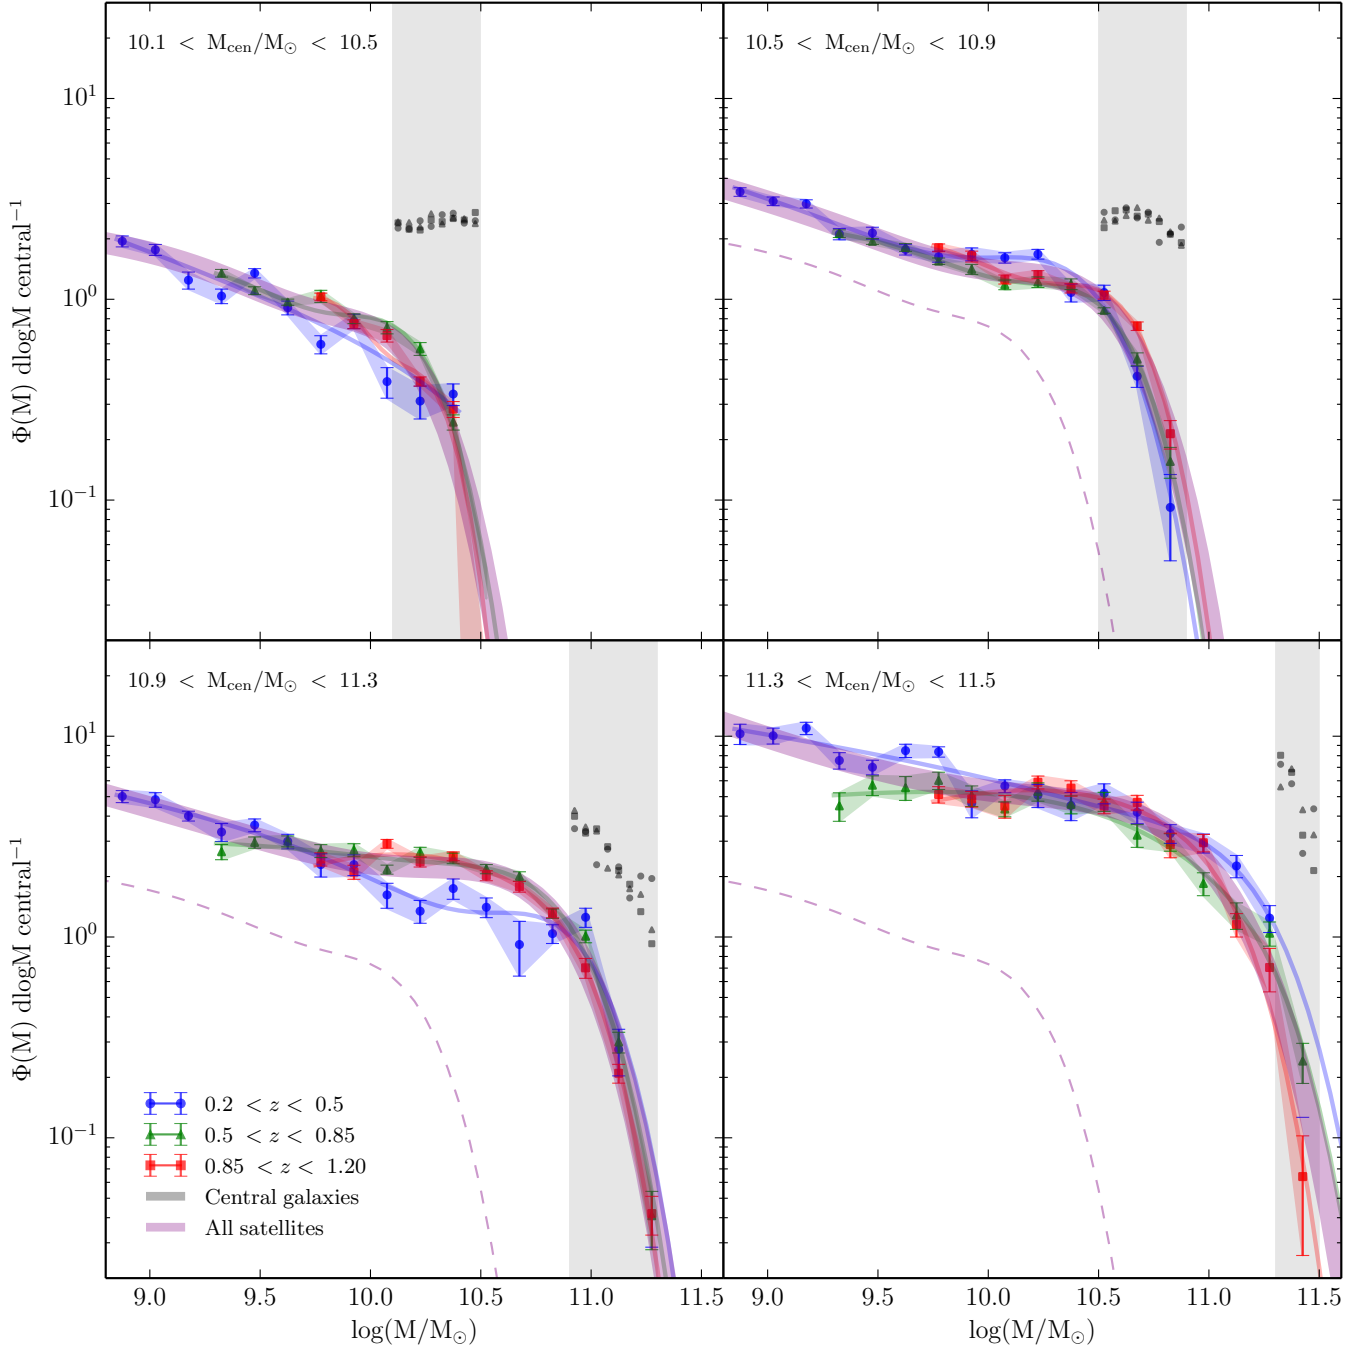 10.1 < M_cen/M_⊙ < 10.5
10.5 < M_cen/M_⊙ < 10.9
10^1
10^0
10^−1
Φ(M) dlogM central^−1
10.9 < M_cen/M_⊙ < 11.3
11.3 < M_cen/M_⊙ < 11.5
10^1
10^0
10^−1
Φ(M) dlogM central^−1
0.2 < z < 0.5
0.5 < z < 0.85
0.85 < z < 1.20
Central galaxies
All satellites
9.0 9.5 10.0 10.5 11.0 11.5
9.0 9.5 10.0 10.5 11.0 11.5
log(M/M_⊙)
log(M/M_⊙)